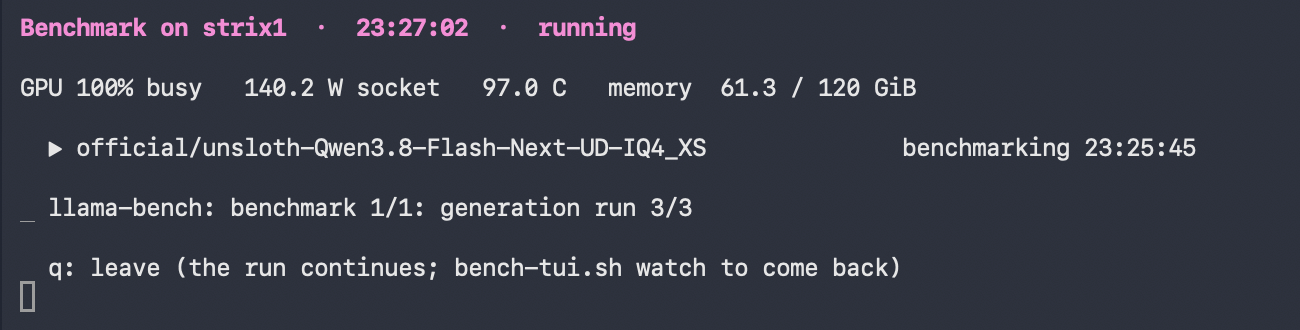 Benchmark on strix1 · 23:27:02 · running
GPU 100% busy 140.2 W socket 97.0 C memory 61.3 / 120 GiB
▶ official/unsloth-Qwen3.8-Flash-Next-UD-IQ4_XS benchmarking 23:25:45
_ llama-bench: benchmark 1/1: generation run 3/3
q: leave (the run continues; bench-tui.sh watch to come back)